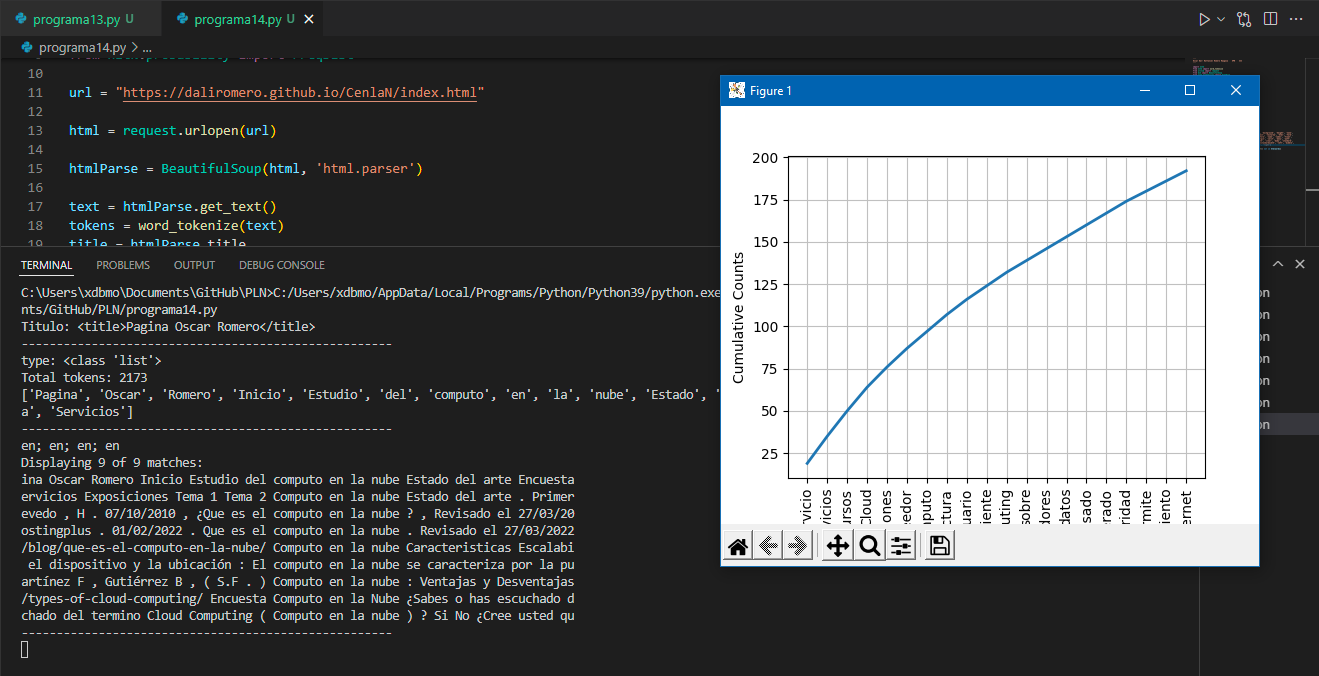 programa13.py U
programa14.py U
programa14.py > ...
10
11 url = "https://daliromero.github.io/CenlaN/index.html"
12
13 html = request.urlopen(url)
14
15 htmlParse = BeautifulSoup(html, 'html.parser')
16
17 text = htmlParse.get_text()
18 tokens = word_tokenize(text)
19 title = htmlParse.title
TERMINAL PROBLEMS OUTPUT DEBUG CONSOLE
C:\Users\xdbmo\Documents\GitHub\PLN>C:/Users/xdbmo/AppData/Local/Programs/Python/Python39/python.exe
nts/GitHub/PLN/programa14.py
Titulo: <title>Pagina Oscar Romero</title>
--------------------------------------------------
type: <class 'list'>
Total tokens: 2173
['Pagina', 'Oscar', 'Romero', 'Inicio', 'Estudio', 'del', 'computo', 'en', 'la', 'nube', 'Estado', '
a', 'Servicios']
--------------------------------------------------
en; en; en; en
Displaying 9 of 9 matches:
ina Oscar Romero Inicio Estudio del computo en la nube Estado del arte Encuesta
ervicios Exposiciones Tema 1 Tema 2 Computo en la nube Estado del arte . Primer
evedo , H . 07/10/2010 , ¿Que es el computo en la nube ? , Revisado el 27/03/20
ostingplus . 01/02/2022 . Que es el computo en la nube . Revisado el 27/03/2022
/blog/que-es-el-computo-en-la-nube/ Computo en la nube Caracteristicas Escalabi
el dispositivo y la ubicación : El computo en la nube se caracteriza por la pu
artínez F , Gutiérrez B , ( S.F . ) Computo en la nube : Ventajas y Desventajas
/types-of-cloud-computing/ Encuesta Computo en la Nube ¿Sabes o has escuchado d
chado del termino Cloud Computing ( Computo en la nube ) ? Si No ¿Cree usted qu
--------------------------------------------------
Figure 1
Cumulative Counts
200
175
150
125
100
75
50
25
rvicio
vicios
ursos
Cloud
iones
eedor
mputo
ctura
uario
iente
uting
sobre
dores
datos
sado
erado
ridad
rmite
iento
ernet
on
on
on
on
on
on
on